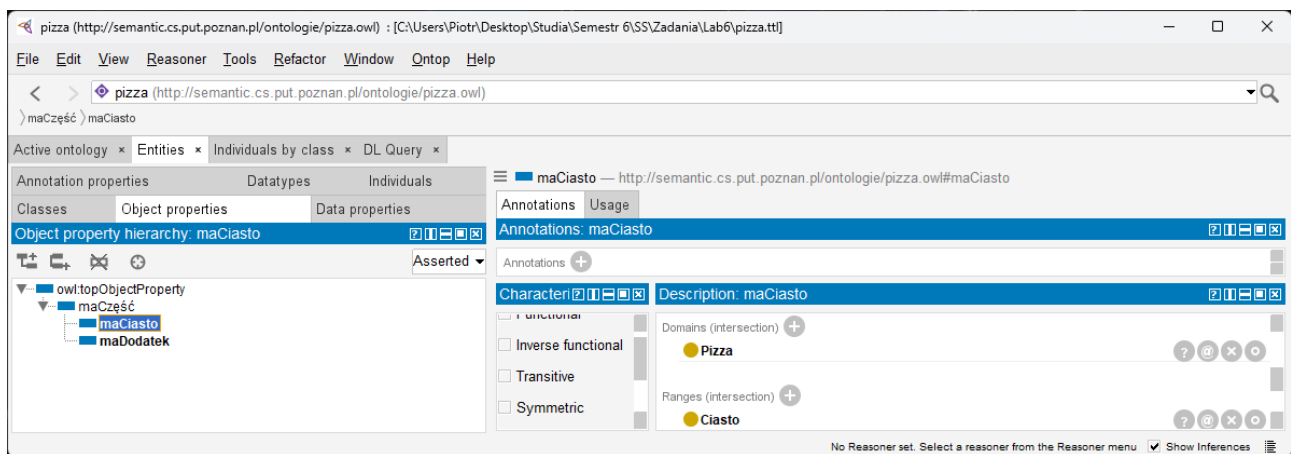 pizza (http://semantic.cs.put.poznan.pl/ontologie/pizza.owl) : [C:\Users\Piotr\Desktop\Studia\Semestr 6\SS\Zadania\Lab6\pizza.ttl]
File Edit View Reasoner Tools Refactor Window Ontop Help
pizza (http://semantic.cs.put.poznan.pl/ontologie/pizza.owl)
maCzęść maCiasto
Active ontology × Entities × Individuals by class × DL Query ×
Annotation properties Datatypes Individuals
Classes Object properties Data properties
Object property hierarchy: maCiasto
Asserted
owl:topObjectProperty
maCzęść
maCiasto
maDodatek
maCiasto — http://semantic.cs.put.poznan.pl/ontologie/pizza.owl#maCiasto
Annotations Usage
Annotations: maCiasto
Annotations
Characteri
Functional
Inverse functional
Transitive
Symmetric
Description: maCiasto
Domains (intersection)
Pizza
Ranges (intersection)
Ciasto
No Reasoner set. Select a reasoner from the Reasoner menu Show Inferences